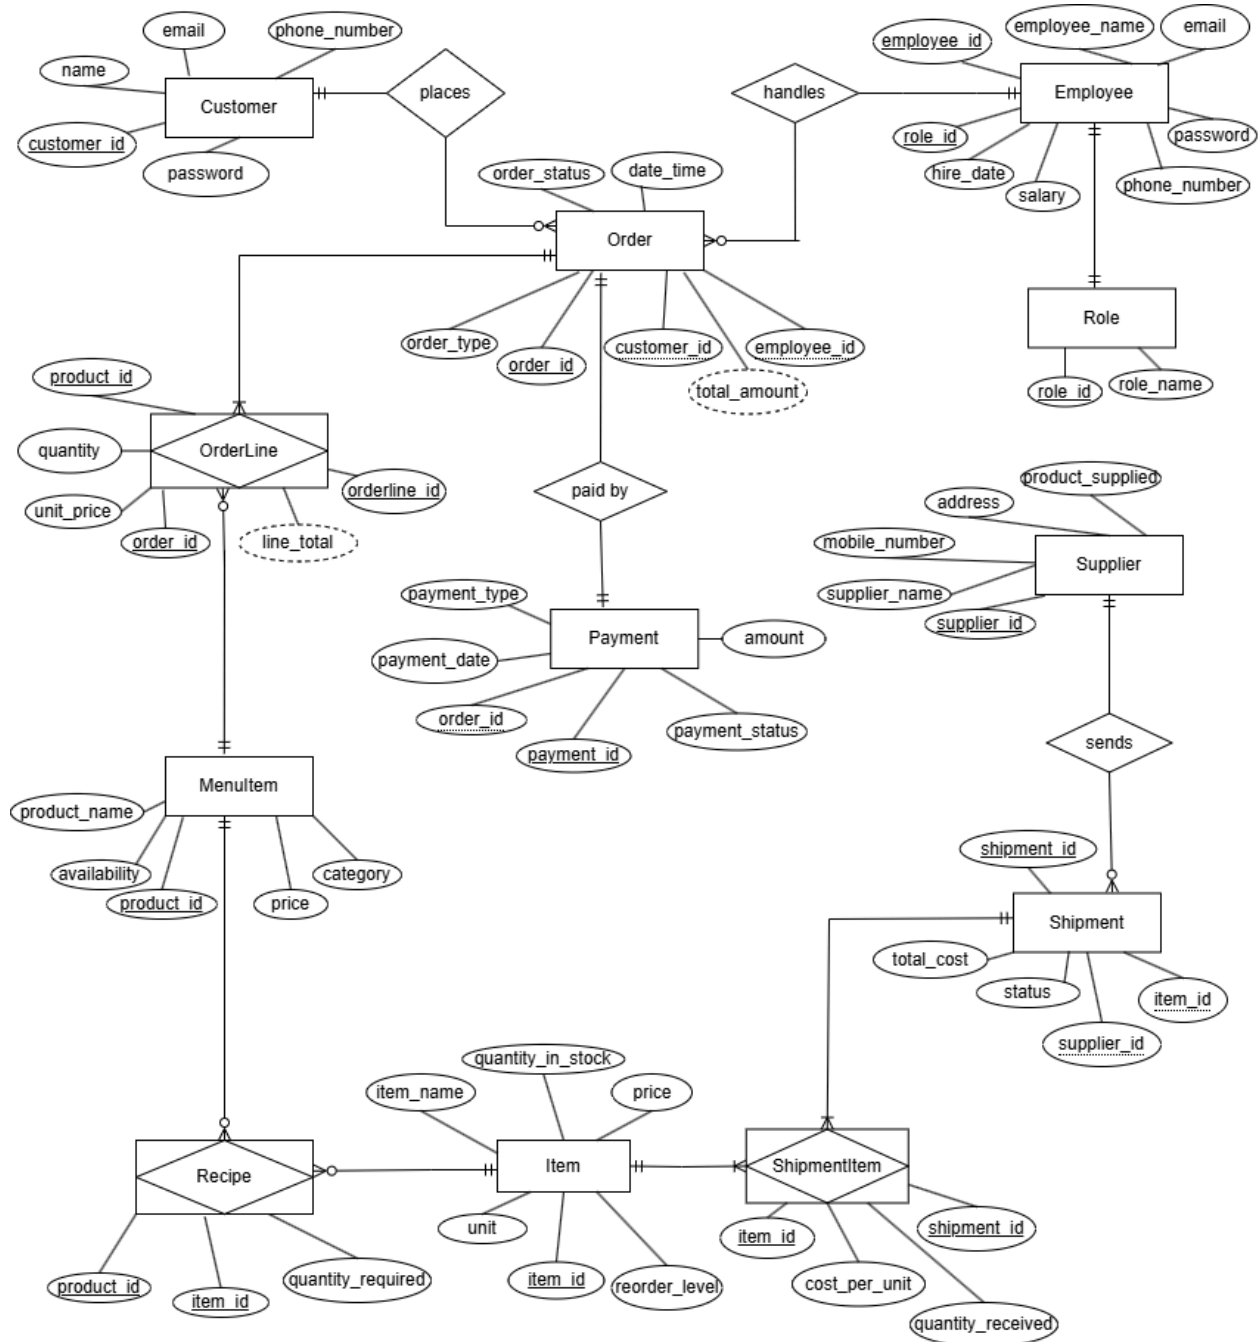 email
phone_number
name
Customer
customer_id
password
places
handles
employee_id
employee_name
email
Employee
role_id
password
hire_date
salary
phone_number
order_status
date_time
Order
order_type
order_id
customer_id
employee_id
total_amount
Role
role_id
role_name
product_id
quantity
OrderLine
unit_price
orderline_id
order_id
line_total
paid by
product_supplied
address
mobile_number
Supplier
supplier_name
supplier_id
payment_type
Payment
amount
payment_date
order_id
payment_status
payment_id
sends
MenuItem
product_name
availability
category
product_id
price
shipment_id
Shipment
total_cost
status
item_id
supplier_id
quantity_in_stock
item_name
price
Recipe
Item
ShipmentItem
unit
item_id
shipment_id
product_id
item_id
quantity_required
item_id
reorder_level
cost_per_unit
quantity_received